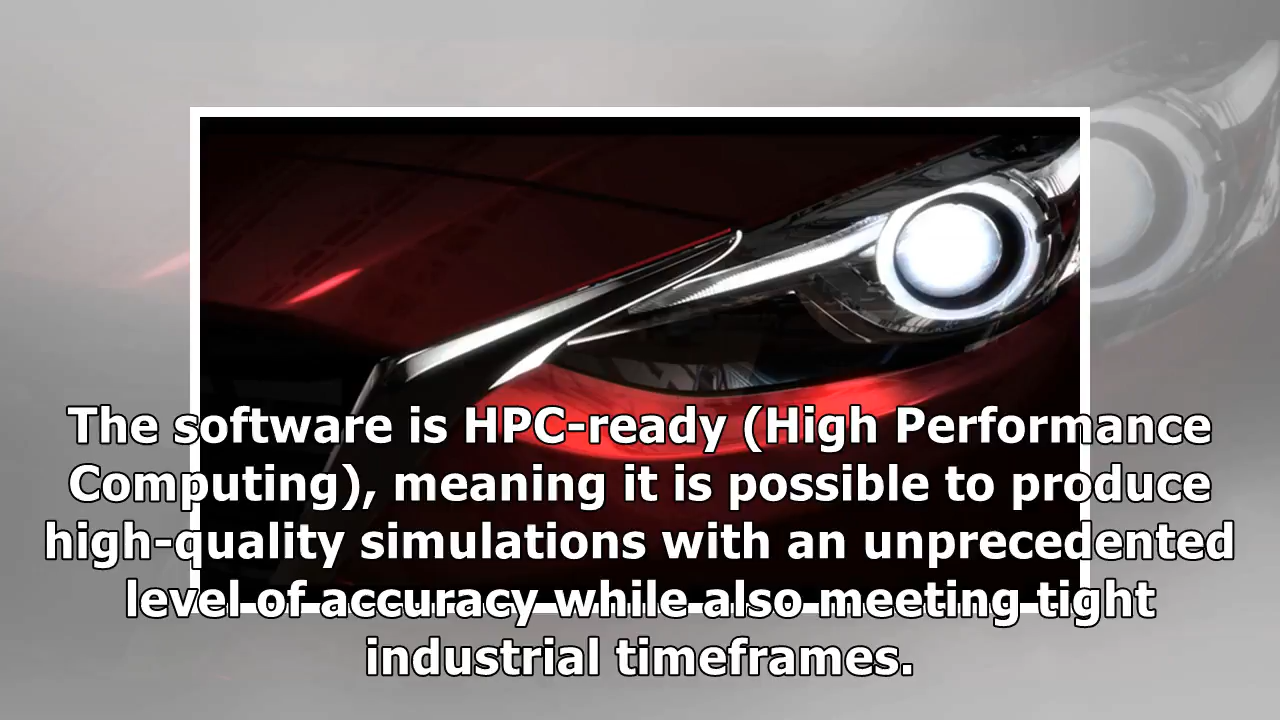 The software is HPC-ready (High Performance
Computing), meaning it is possible to produce
high-quality simulations with an unprecedented
level of accuracy while also meeting tight
industrial timeframes.